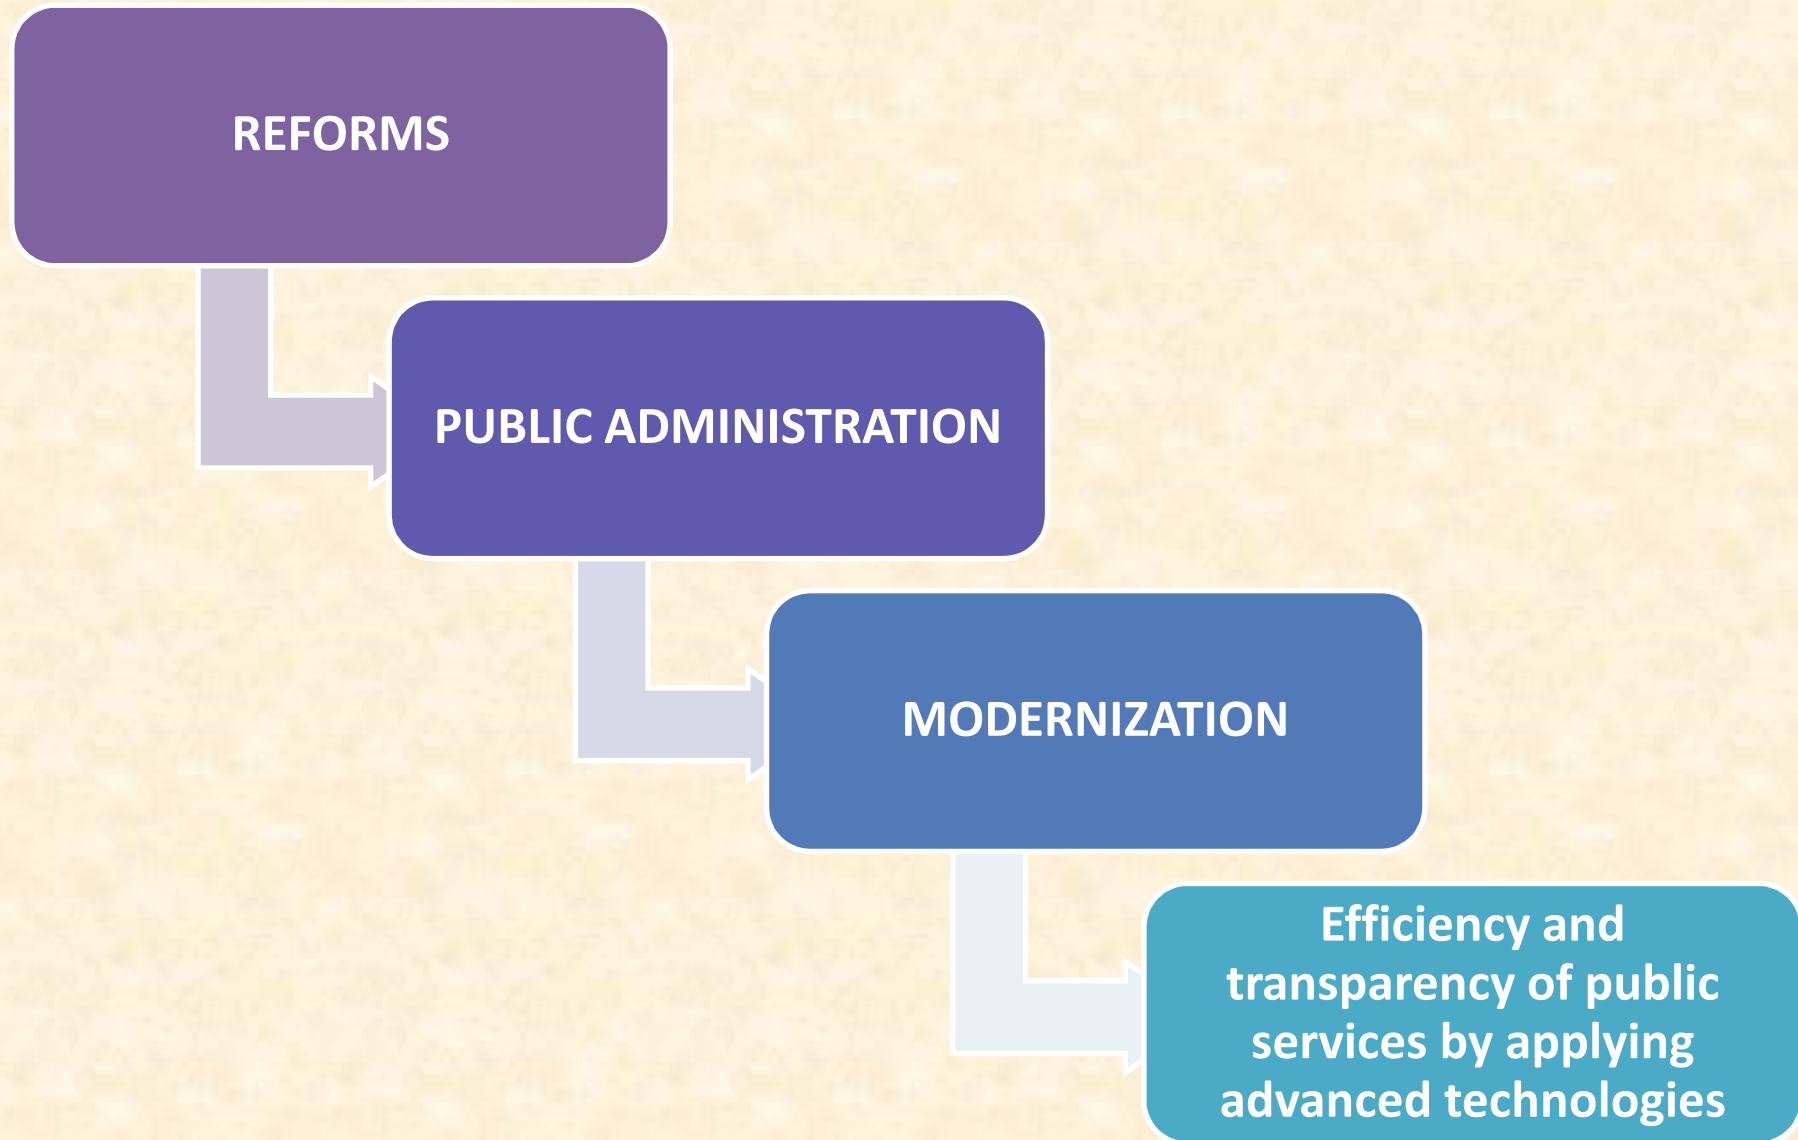 REFORMS
PUBLIC ADMINISTRATION
MODERNIZATION
Efficiency and
transparency of public
services by applying
advanced technologies